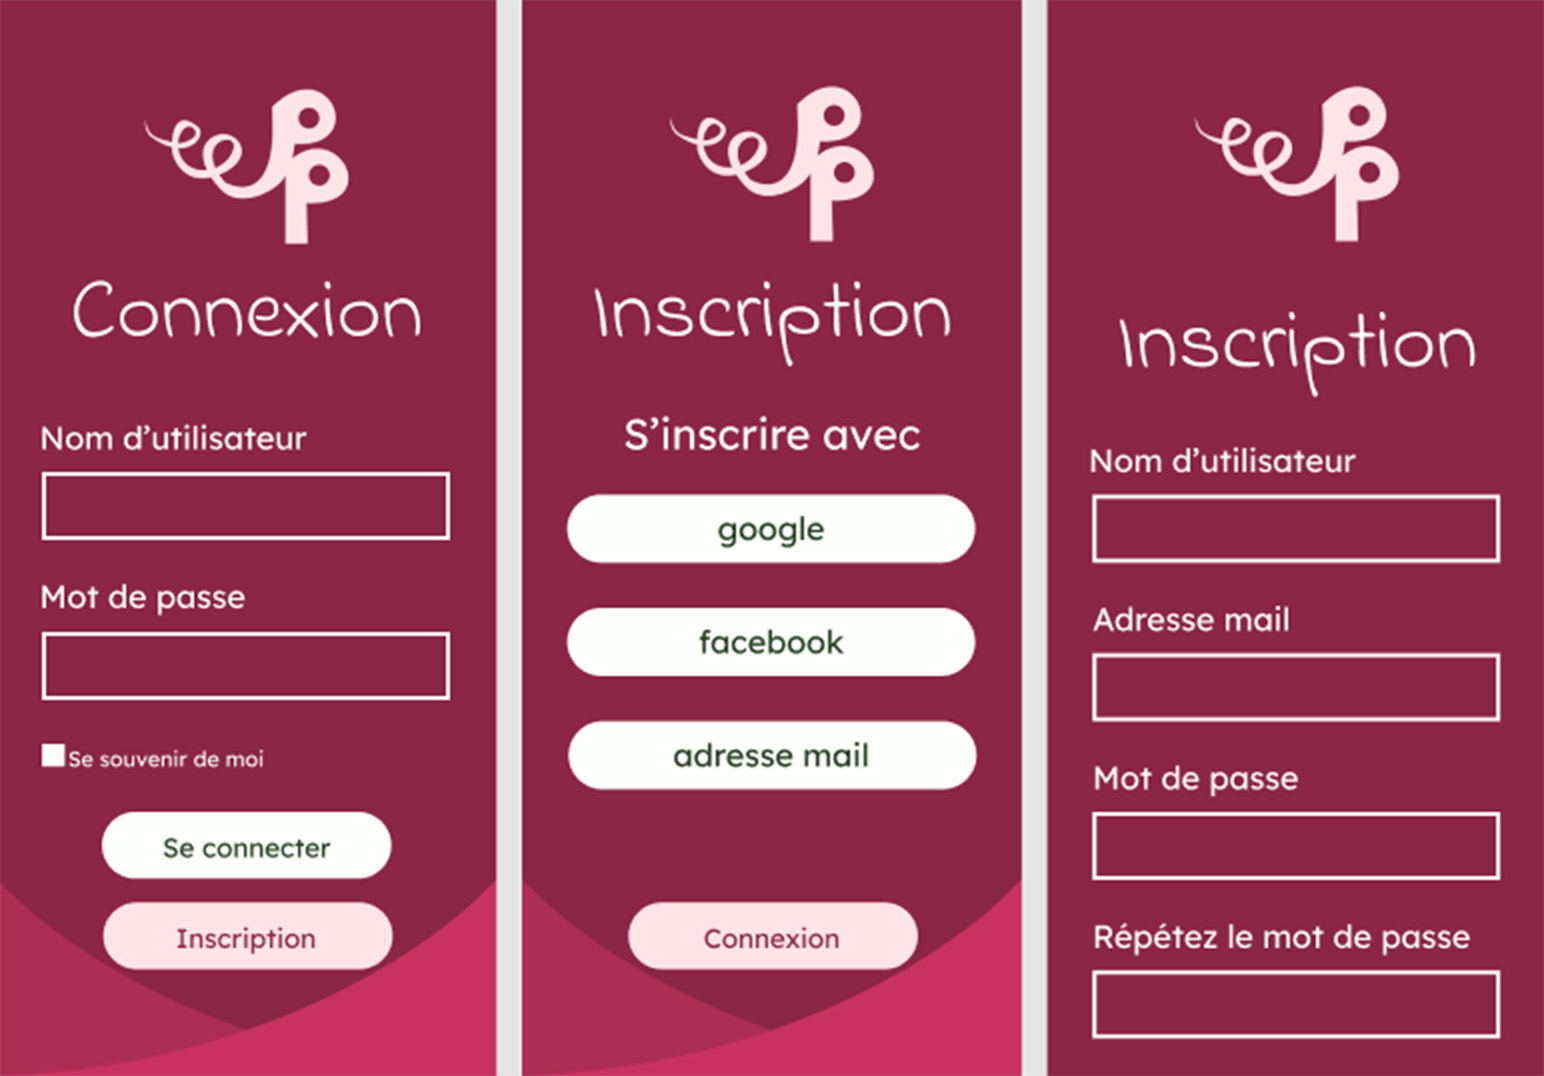 Connexion
Nom d’utilisateur
Mot de passe
Se souvenir de moi
Se connecter
Inscription
Inscription
S’inscrire avec
google
facebook
adresse mail
Connexion
Inscription
Nom d’utilisateur
Adresse mail
Mot de passe
Répétez le mot de passe